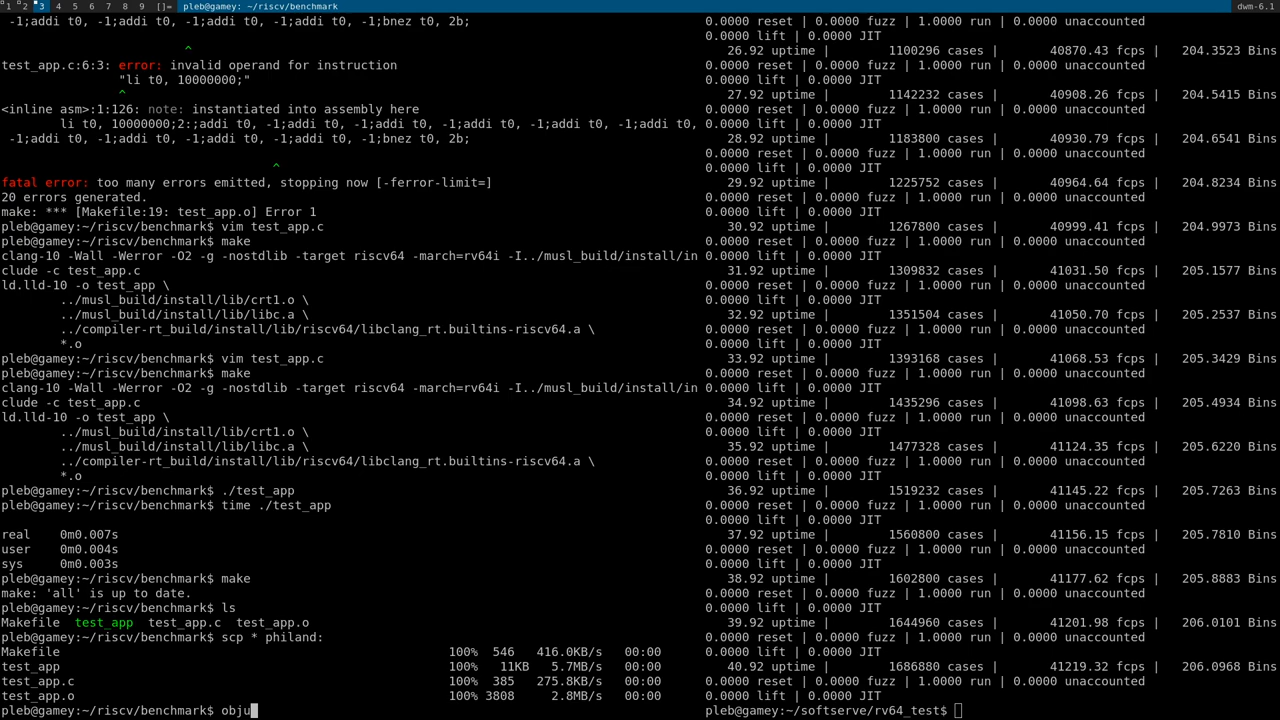 1 2 3 4 5 6 7 8 9 []= pleb@gamey: ~/riscv/benchmark dwm-6.1
-1;addi t0, -1;addi t0, -1;addi t0, -1;addi t0, -1;bnez t0, 2b;
^
test_app.c:6:3: error: invalid operand for instruction
"li t0, 10000000;"
^
<inline asm>:1:126: note: instantiated into assembly here
li t0, 10000000;2:;addi t0, -1;addi t0, -1;addi t0, -1;addi t0, -1;addi t0,
-1;addi t0, -1;addi t0, -1;addi t0, -1;addi t0, -1;bnez t0, 2b;
^
fatal error: too many errors emitted, stopping now [-ferror-limit=]
20 errors generated.
make: *** [Makefile:19: test_app.o] Error 1
pleb@gamey:~/riscv/benchmark$ vim test_app.c
pleb@gamey:~/riscv/benchmark$ make
clang-10 -Wall -Werror -O2 -g -nostdlib -target riscv64 -march=rv64i -I../musl_build/install/in
clude -c test_app.c
ld.lld-10 -o test_app \
../musl_build/install/lib/crt1.o \
../musl_build/install/lib/libc.a \
../compiler-rt_build/install/lib/riscv64/libclang_rt.builtins-riscv64.a \
*.o
pleb@gamey:~/riscv/benchmark$ vim test_app.c
pleb@gamey:~/riscv/benchmark$ make
clang-10 -Wall -Werror -O2 -g -nostdlib -target riscv64 -march=rv64i -I../musl_build/install/in
clude -c test_app.c
ld.lld-10 -o test_app \
../musl_build/install/lib/crt1.o \
../musl_build/install/lib/libc.a \
../compiler-rt_build/install/lib/riscv64/libclang_rt.builtins-riscv64.a \
*.o
pleb@gamey:~/riscv/benchmark$ ./test_app
pleb@gamey:~/riscv/benchmark$ time ./test_app
real 0m0.007s
user 0m0.004s
sys 0m0.003s
pleb@gamey:~/riscv/benchmark$ make
make: 'all' is up to date.
pleb@gamey:~/riscv/benchmark$ ls
Makefile test_app test_app.c test_app.o
pleb@gamey:~/riscv/benchmark$ scp * philand:
Makefile 100% 546 416.0KB/s 00:00
test_app 100% 11KB 5.7MB/s 00:00
test_app.c 100% 385 275.8KB/s 00:00
test_app.o 100% 3808 2.8MB/s 00:00
pleb@gamey:~/riscv/benchmark$ obju
0.0000 reset | 0.0000 fuzz | 1.0000 run | 0.0000 unaccounted
0.0000 lift | 0.0000 JIT
26.92 uptime | 1100296 cases | 40870.43 fcps | 204.3523 Bins
0.0000 reset | 0.0000 fuzz | 1.0000 run | 0.0000 unaccounted
0.0000 lift | 0.0000 JIT
27.92 uptime | 1142232 cases | 40908.26 fcps | 204.5415 Bins
0.0000 reset | 0.0000 fuzz | 1.0000 run | 0.0000 unaccounted
0.0000 lift | 0.0000 JIT
28.92 uptime | 1183800 cases | 40930.79 fcps | 204.6541 Bins
0.0000 reset | 0.0000 fuzz | 1.0000 run | 0.0000 unaccounted
0.0000 lift | 0.0000 JIT
29.92 uptime | 1225752 cases | 40964.64 fcps | 204.8234 Bins
0.0000 reset | 0.0000 fuzz | 1.0000 run | 0.0000 unaccounted
0.0000 lift | 0.0000 JIT
30.92 uptime | 1267800 cases | 40999.41 fcps | 204.9973 Bins
0.0000 reset | 0.0000 fuzz | 1.0000 run | 0.0000 unaccounted
0.0000 lift | 0.0000 JIT
31.92 uptime | 1309832 cases | 41031.50 fcps | 205.1577 Bins
0.0000 reset | 0.0000 fuzz | 1.0000 run | 0.0000 unaccounted
0.0000 lift | 0.0000 JIT
32.92 uptime | 1351504 cases | 41050.70 fcps | 205.2537 Bins
0.0000 reset | 0.0000 fuzz | 1.0000 run | 0.0000 unaccounted
0.0000 lift | 0.0000 JIT
33.92 uptime | 1393168 cases | 41068.53 fcps | 205.3429 Bins
0.0000 reset | 0.0000 fuzz | 1.0000 run | 0.0000 unaccounted
0.0000 lift | 0.0000 JIT
34.92 uptime | 1435296 cases | 41098.63 fcps | 205.4934 Bins
0.0000 reset | 0.0000 fuzz | 1.0000 run | 0.0000 unaccounted
0.0000 lift | 0.0000 JIT
35.92 uptime | 1477328 cases | 41124.35 fcps | 205.6220 Bins
0.0000 reset | 0.0000 fuzz | 1.0000 run | 0.0000 unaccounted
0.0000 lift | 0.0000 JIT
36.92 uptime | 1519232 cases | 41145.22 fcps | 205.7263 Bins
0.0000 reset | 0.0000 fuzz | 1.0000 run | 0.0000 unaccounted
0.0000 lift | 0.0000 JIT
37.92 uptime | 1560800 cases | 41156.15 fcps | 205.7810 Bins
0.0000 reset | 0.0000 fuzz | 1.0000 run | 0.0000 unaccounted
0.0000 lift | 0.0000 JIT
38.92 uptime | 1602800 cases | 41177.62 fcps | 205.8883 Bins
0.0000 reset | 0.0000 fuzz | 1.0000 run | 0.0000 unaccounted
0.0000 lift | 0.0000 JIT
39.92 uptime | 1644960 cases | 41201.98 fcps | 206.0101 Bins
0.0000 reset | 0.0000 fuzz | 1.0000 run | 0.0000 unaccounted
0.0000 lift | 0.0000 JIT
40.92 uptime | 1686880 cases | 41219.32 fcps | 206.0968 Bins
0.0000 reset | 0.0000 fuzz | 1.0000 run | 0.0000 unaccounted
0.0000 lift | 0.0000 JIT
pleb@gamey:~/softserve/rv64_test$